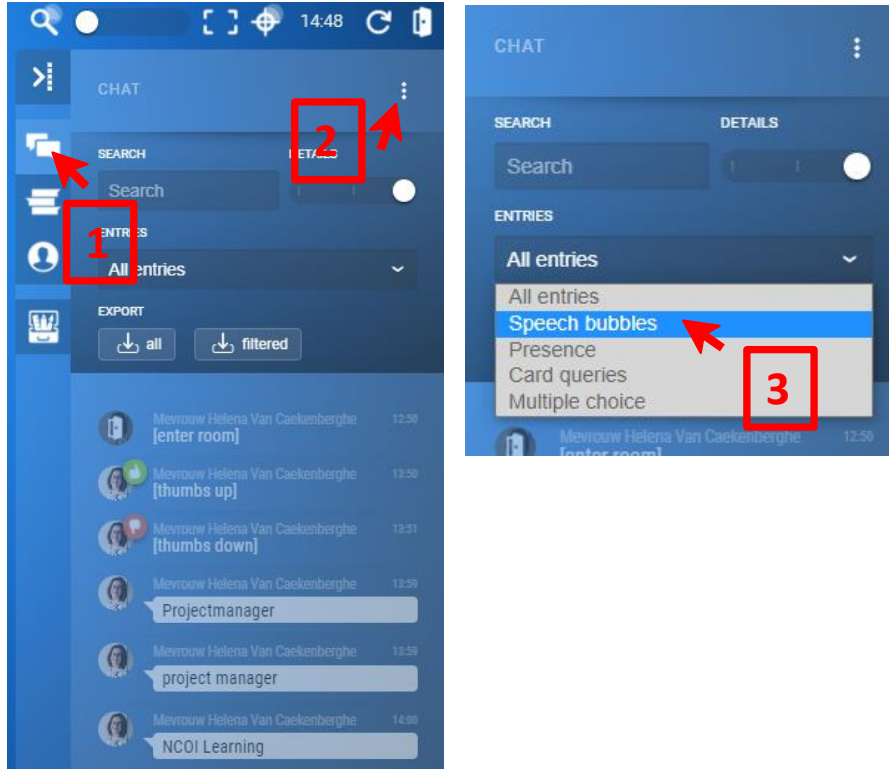 14:48
CHAT
2
SEARCH
DETAILS
Search
1
ENTRIES
All entries
EXPORT
all
filtered
Mevrouw Helena Van Caekenberghe 12:50
[enter room]
Mevrouw Helena Van Caekenberghe 13:50
[thumbs up]
Mevrouw Helena Van Caekenberghe 13:51
[thumbs down]
Mevrouw Helena Van Caekenberghe 13:59
Projectmanager
Mevrouw Helena Van Caekenberghe 13:59
project manager
Mevrouw Helena Van Caekenberghe 14:00
NCOI Learning
CHAT
SEARCH
DETAILS
Search
ENTRIES
All entries
All entries
Speech bubbles
Presence
Card queries
Multiple choice
3
Mevrouw Helena Van Caekenberghe 12:50
[enter room]